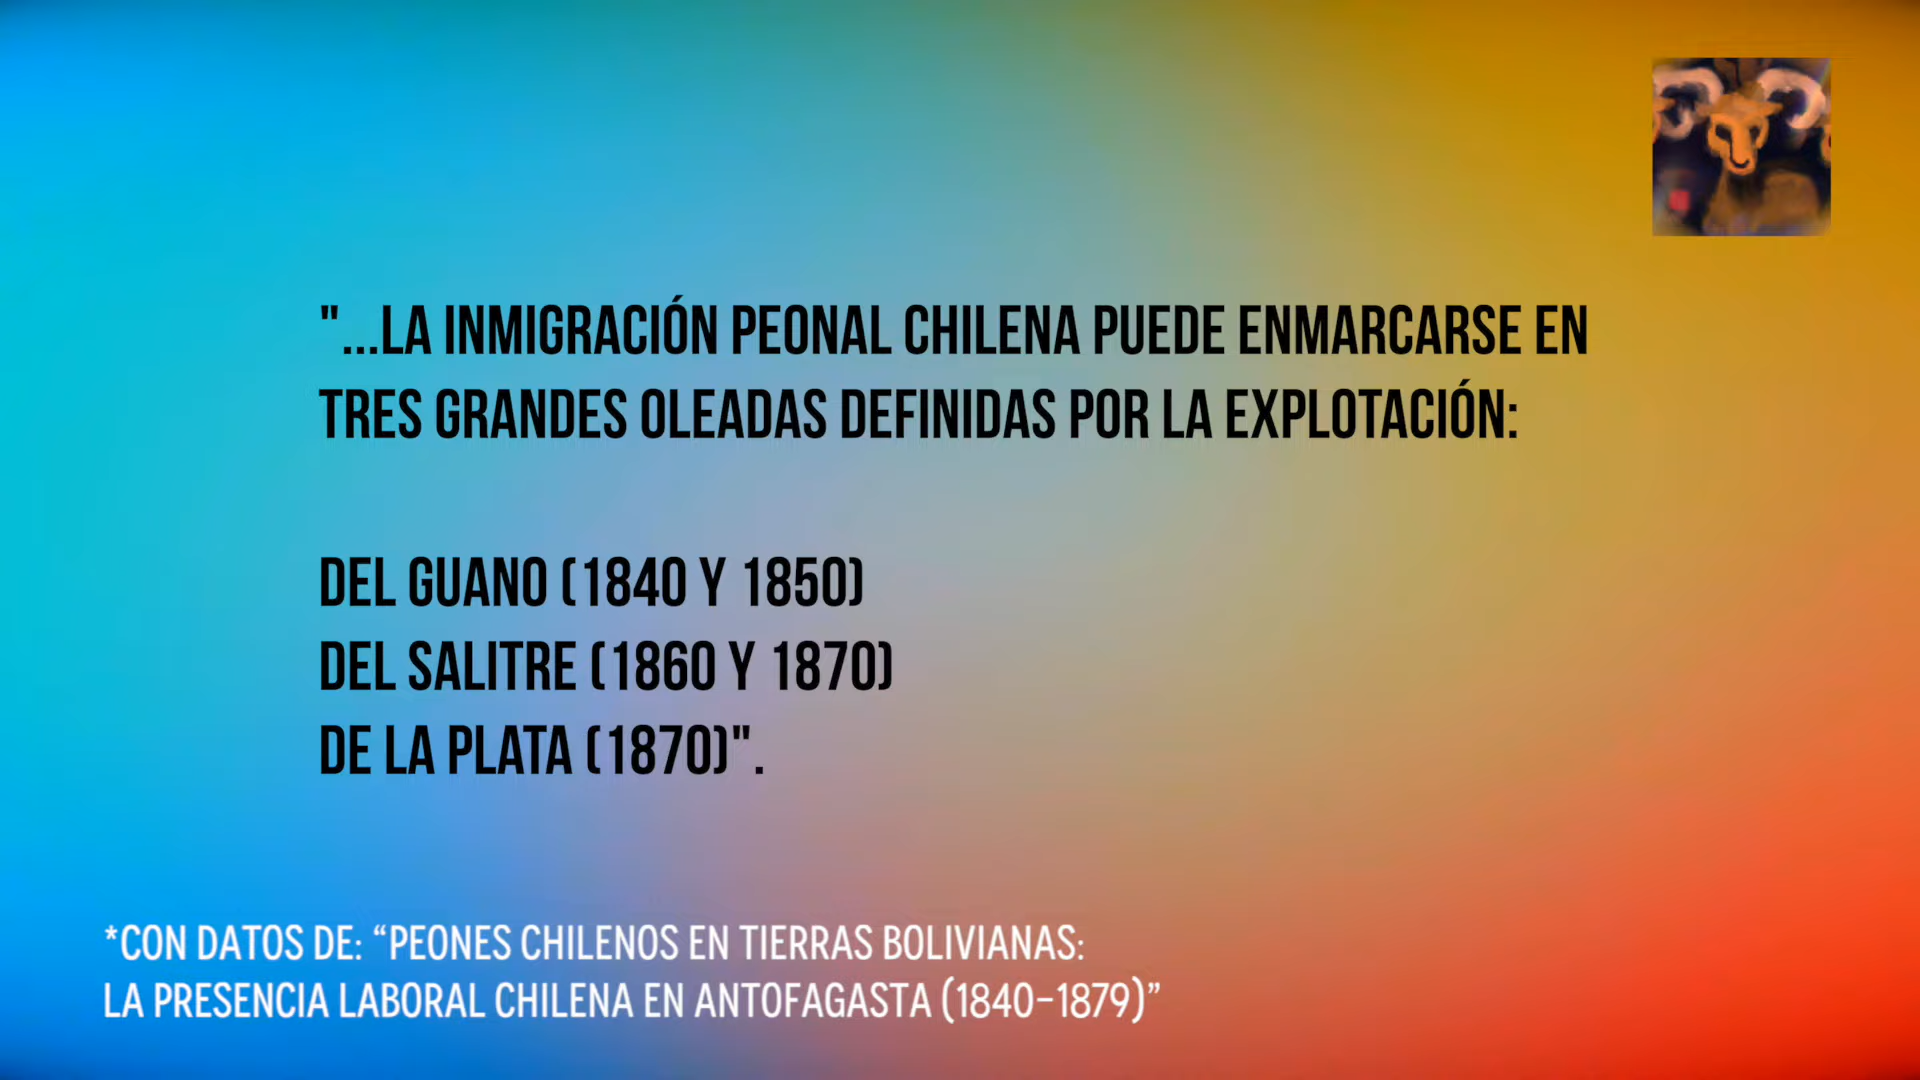 "...LA INMIGRACIÓN PEONAL CHILENA PUEDE ENMARCARSE EN
TRES GRANDES OLEADAS DEFINIDAS POR LA EXPLOTACIÓN:
DEL GUANO (1840 Y 1850)
DEL SALITRE (1860 Y 1870)
DE LA PLATA (1870)".
*CON DATOS DE: “PEONES CHILENOS EN TIERRAS BOLIVIANAS:
LA PRESENCIA LABORAL CHILENA EN ANTOFAGASTA (1840-1879)”